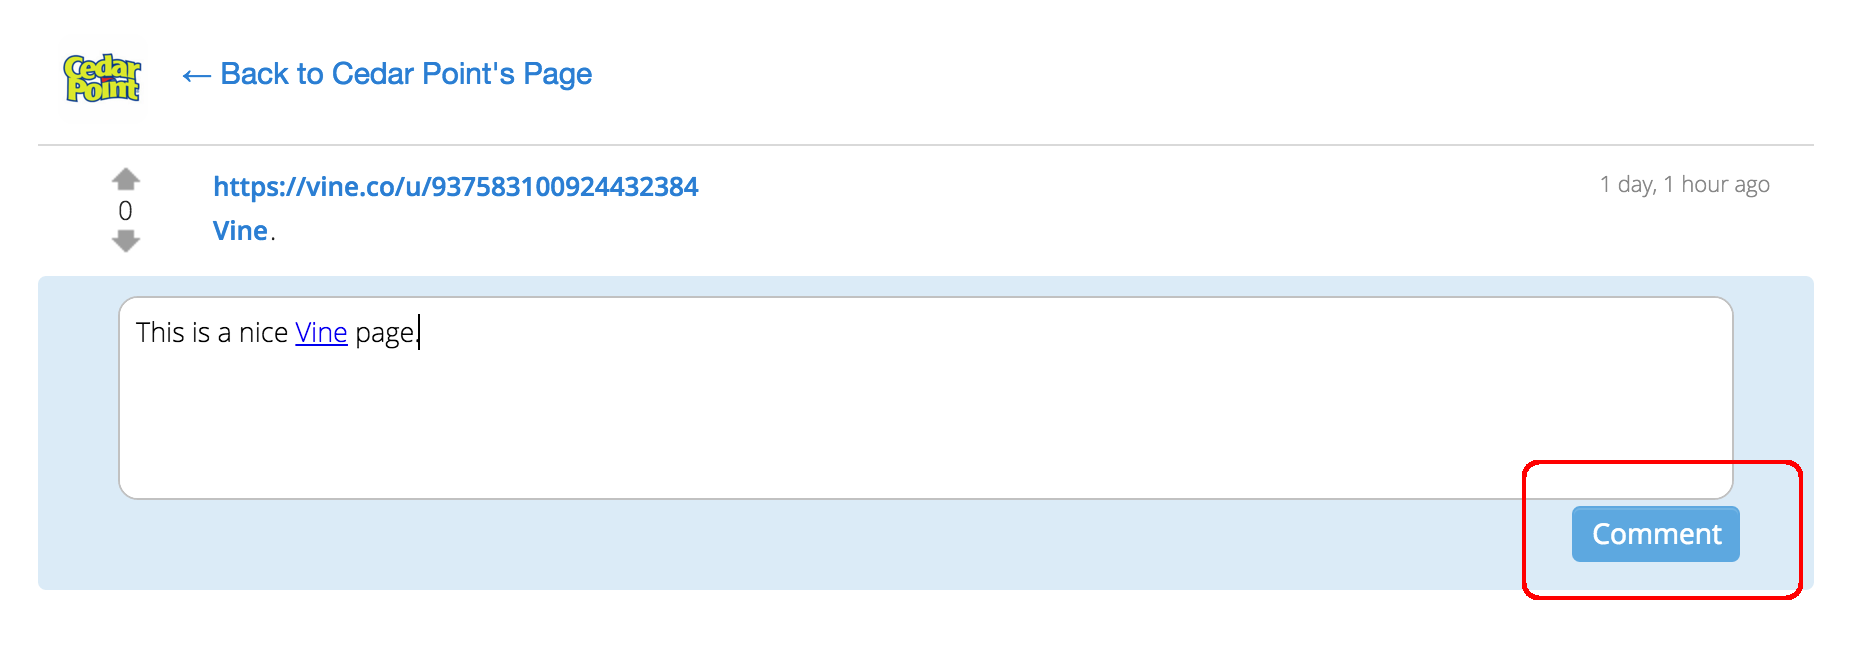 Cedar
Point
← Back to Cedar Point's Page
0
https://vine.co/u/937583100924432384
1 day, 1 hour ago
Vine.
This is a nice Vine page.
Comment